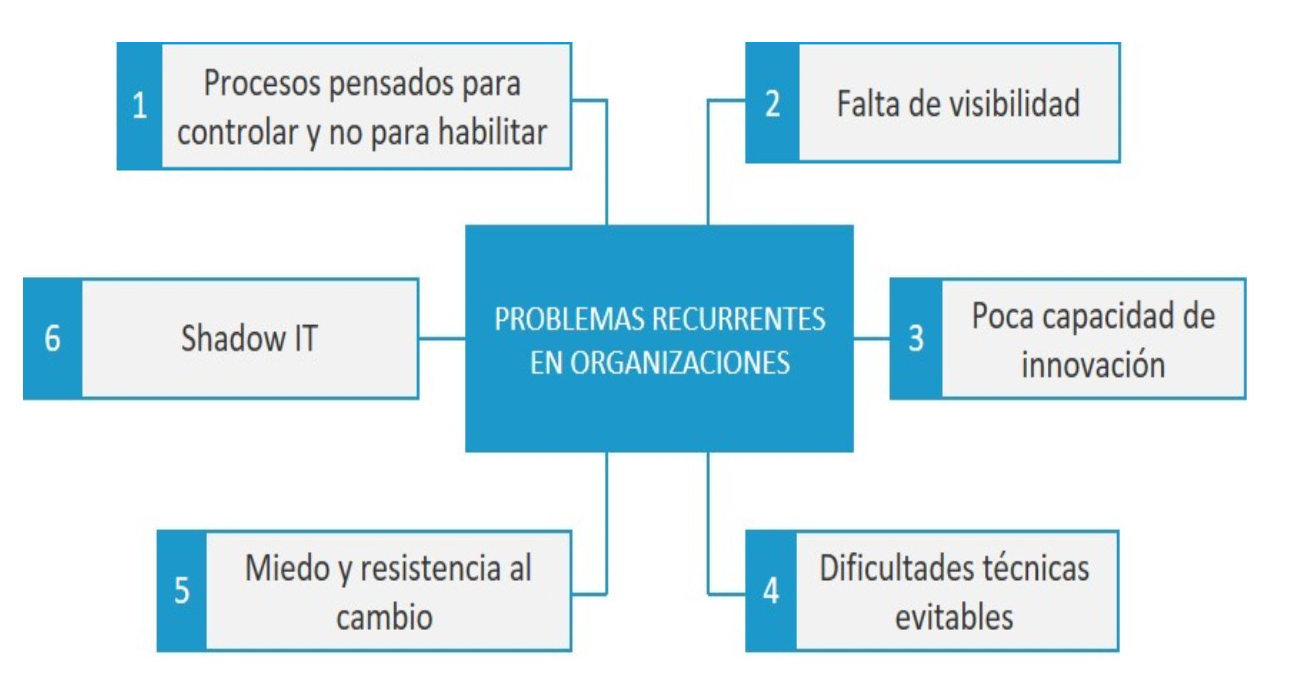 1
Procesos pensados para
controlar y no para habilitar
2
Falta de visibilidad
PROBLEMAS RECURRENTES
EN ORGANIZACIONES
3
Poca capacidad de
innovación
4
Dificultades técnicas
evitables
5
Miedo y resistencia al
cambio
6
Shadow IT